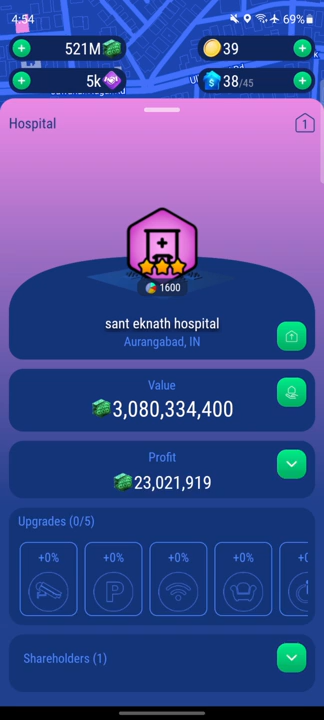 4:54
69%
521M
39
5k
38/45
Hospital
1
1600
sant eknath hospital
Aurangabad, IN
Value
3,080,334,400
Profit
23,021,919
Upgrades (0/5)
+0% +0% +0% +0% +0
P
Shareholders (1)